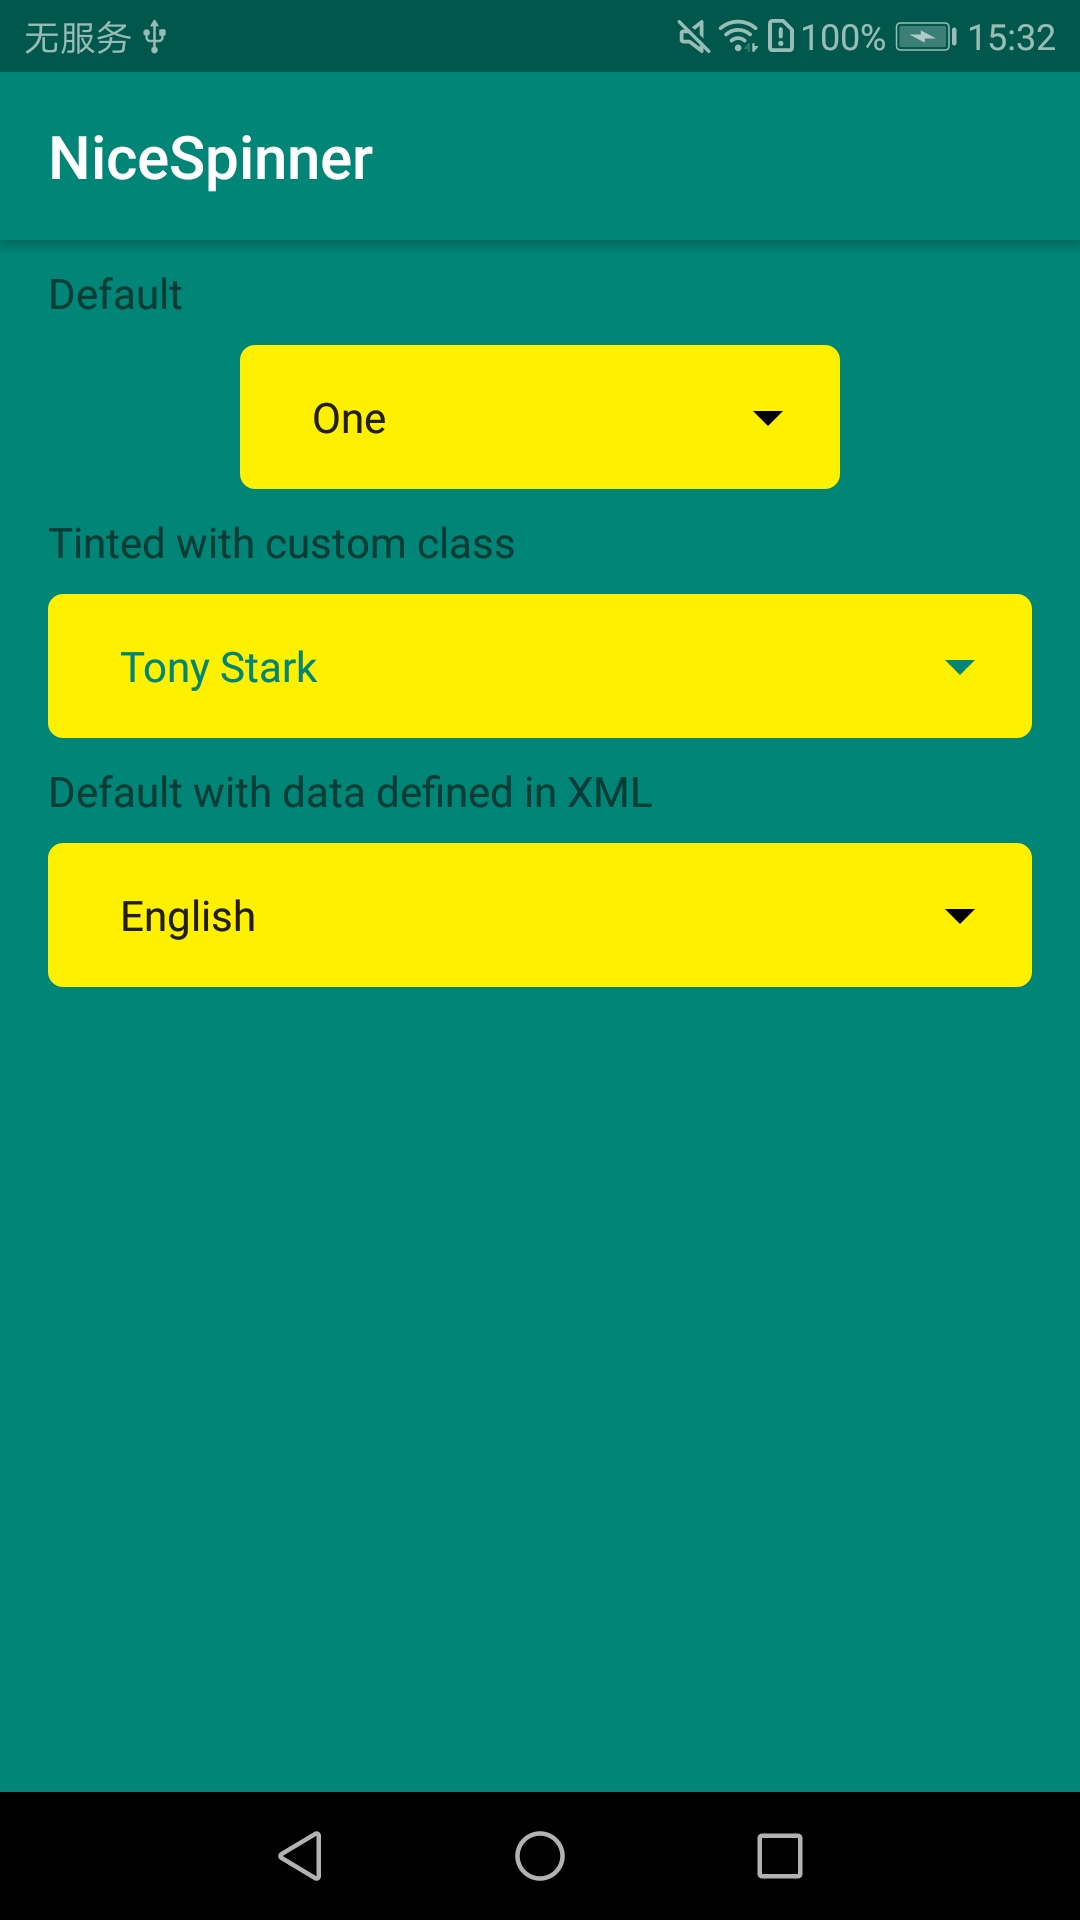 无服务 100% 15:32
NiceSpinner
Default
One
Tinted with custom class
Tony Stark
Default with data defined in XML
English